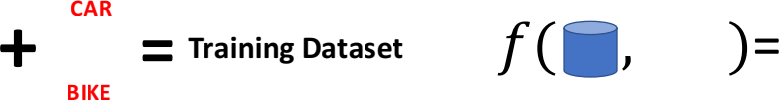 CAR
+ = Training Dataset f( , )=
BIKE